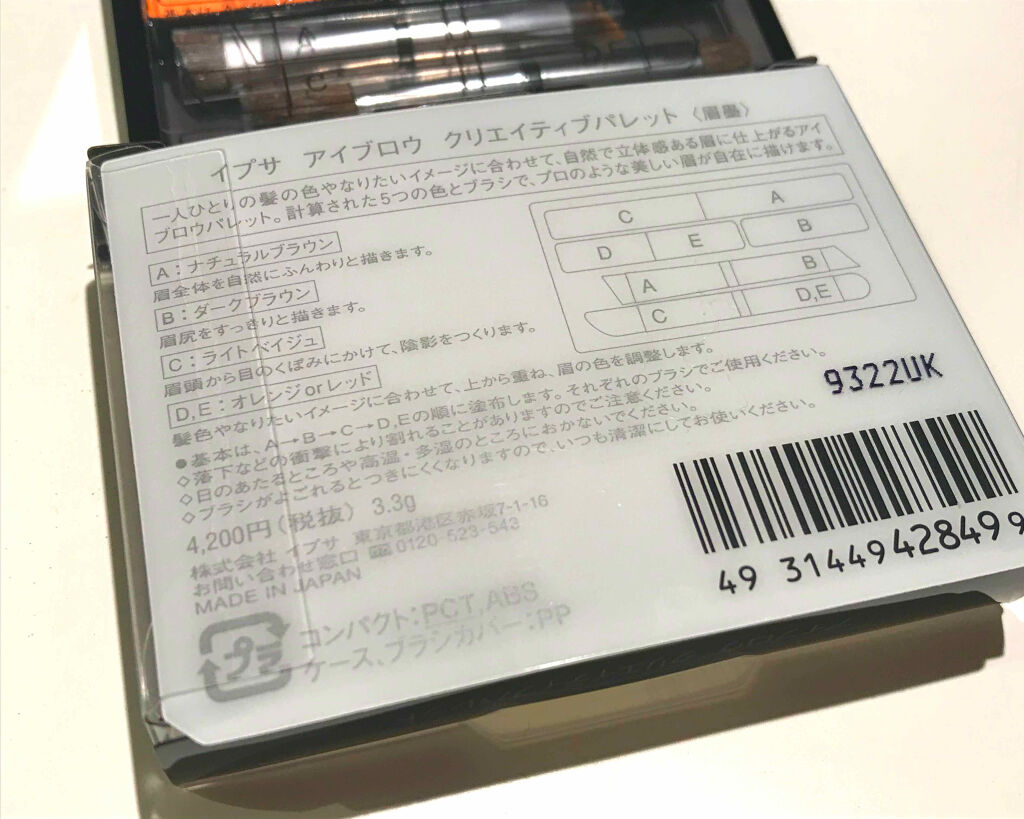 イプサ アイブロウ クリエイティブパレット〈眉墨〉
一人ひとりの髪の色やなりたいイメージに合わせて、自然で立体感ある眉に仕上がるアイ
ブロウパレット。計算された5つの色とブラシで、プロのような美しい眉が自在に描けます。
A：ナチュラルブラウン
眉全体を自然にふんわりと描きます。
B：ダークブラウン
眉尻をすっきりと描きます。
C：ライトベイジュ
眉頭から目のくぼみにかけて、陰影をつくります。
D,E：オレンジorレッド
髪色やなりたいイメージに合わせて、上から重ね、眉の色を調整します。
●基本は、A→B→C→D,Eの順に塗布します。それぞれのブラシでご使用ください。
◇落下などの衝撃により割れることがありますのでご注意ください。
◇日のあたるところや高温・多湿のところにおかないでください。
◇ブラシがよごれるとつきにくくなりますので、いつも清潔にしてお使いください。
C A
D E B
A B
C D,E
4,200円（税抜） 3.3g
株式会社 イプサ 東京都港区赤坂7-1-16
お問い合わせ窓口 0120-523-543
MADE IN JAPAN
プラ
コンパクト：PCT,ABS
ケース、ブラシカバー：PP
9322UK
49 31449 42849 9
A
C